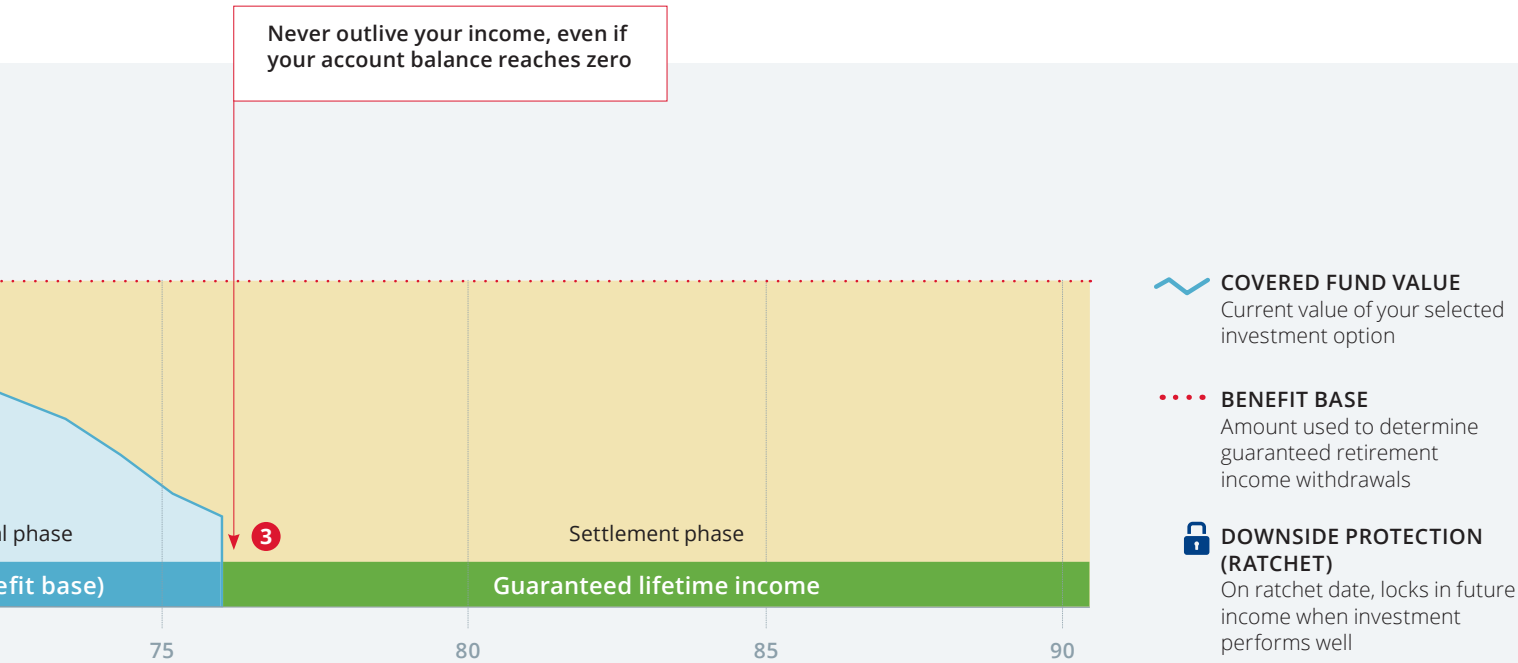 Never outlive your income, even if
your account balance reaches zero
COVERED FUND VALUE
Current value of your selected
investment option
BENEFIT BASE
Amount used to determine
guaranteed retirement
income withdrawals
DOWNSIDE PROTECTION
(RATCHET)
On ratchet date, locks in future
income when investment
performs well
l phase
3
Settlement phase
efit base)
Guaranteed lifetime income
75
80
85
90